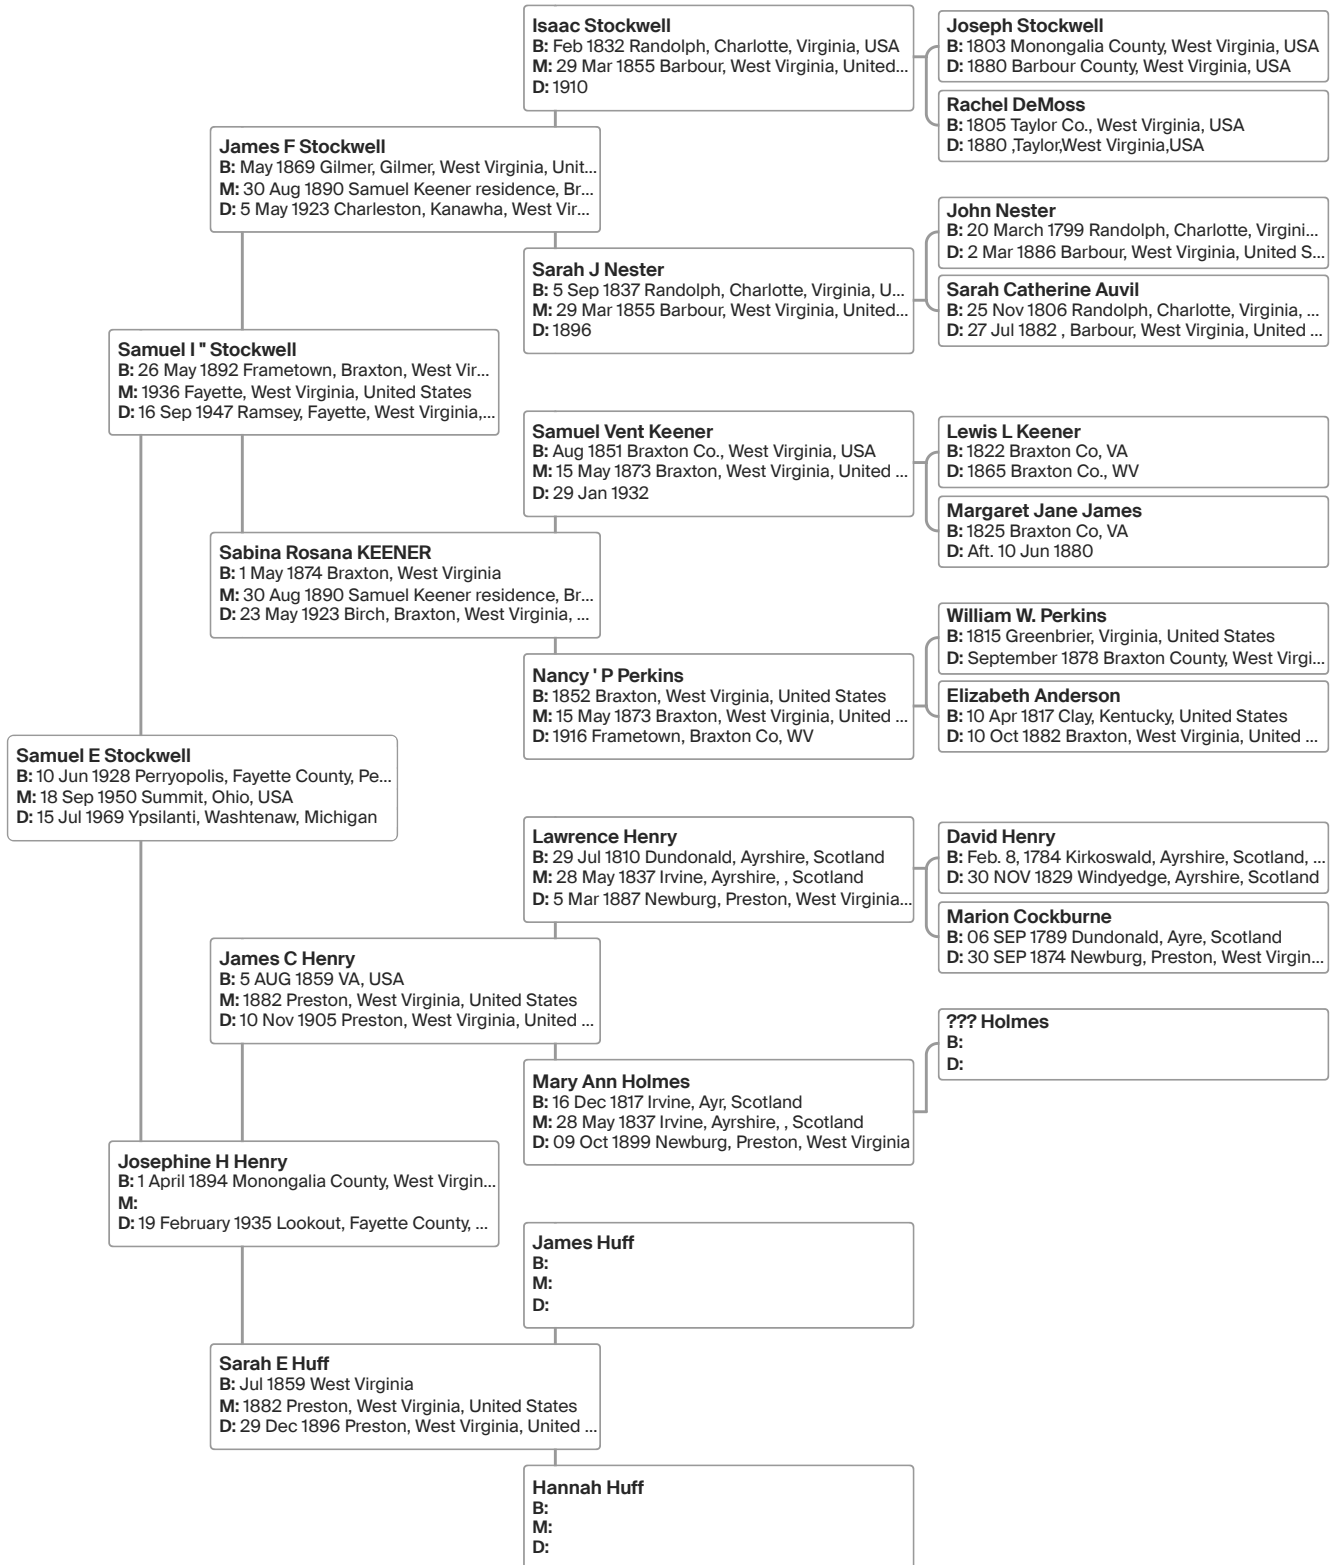 Isaac Stockwell
B: Feb 1832 Randolph, Charlotte, Virginia, USA
M: 29 Mar 1855 Barbour, West Virginia, United...
D: 1910
Joseph Stockwell
B: 1803 Monongalia County, West Virginia, USA
D: 1880 Barbour County, West Virginia, USA
Rachel DeMoss
B: 1805 Taylor Co., West Virginia, USA
D: 1880 ,Taylor,West Virginia,USA
James F Stockwell
B: May 1869 Gilmer, Gilmer, West Virginia, Unit...
M: 30 Aug 1890 Samuel Keener residence, Br...
D: 5 May 1923 Charleston, Kanawha, West Vir...
John Nester
B: 20 March 1799 Randolph, Charlotte, Virgini...
D: 2 Mar 1886 Barbour, West Virginia, United S...
Sarah J Nester
B: 5 Sep 1837 Randolph, Charlotte, Virginia, U...
M: 29 Mar 1855 Barbour, West Virginia, United...
D: 1896
Sarah Catherine Auvil
B: 25 Nov 1806 Randolph, Charlotte, Virginia, ...
D: 27 Jul 1882 , Barbour, West Virginia, United ...
Samuel I " Stockwell
B: 26 May 1892 Frametown, Braxton, West Vir...
M: 1936 Fayette, West Virginia, United States
D: 16 Sep 1947 Ramsey, Fayette, West Virginia,...
Samuel Vent Keener
B: Aug 1851 Braxton Co., West Virginia, USA
M: 15 May 1873 Braxton, West Virginia, United ...
D: 29 Jan 1932
Lewis L Keener
B: 1822 Braxton Co, VA
D: 1865 Braxton Co., WV
Margaret Jane James
B: 1825 Braxton Co, VA
D: Aft. 10 Jun 1880
Sabina Rosana KEENER
B: 1 May 1874 Braxton, West Virginia
M: 30 Aug 1890 Samuel Keener residence, Br...
D: 23 May 1923 Birch, Braxton, West Virginia, ...
William W. Perkins
B: 1815 Greenbrier, Virginia, United States
D: September 1878 Braxton County, West Virgi...
Nancy ' P Perkins
B: 1852 Braxton, West Virginia, United States
M: 15 May 1873 Braxton, West Virginia, United ...
D: 1916 Frametown, Braxton Co, WV
Elizabeth Anderson
B: 10 Apr 1817 Clay, Kentucky, United States
D: 10 Oct 1882 Braxton, West Virginia, United ...
Samuel E Stockwell
B: 10 Jun 1928 Perryopolis, Fayette County, Pe...
M: 18 Sep 1950 Summit, Ohio, USA
D: 15 Jul 1969 Ypsilanti, Washtenaw, Michigan
Lawrence Henry
B: 29 Jul 1810 Dundonald, Ayrshire, Scotland
M: 28 May 1837 Irvine, Ayrshire, , Scotland
D: 5 Mar 1887 Newburg, Preston, West Virginia...
David Henry
B: Feb. 8, 1784 Kirkoswald, Ayrshire, Scotland, ...
D: 30 NOV 1829 Windyedge, Ayrshire, Scotland
Marion Cockburne
B: 06 SEP 1789 Dundonald, Ayre, Scotland
D: 30 SEP 1874 Newburg, Preston, West Virgin...
James C Henry
B: 5 AUG 1859 VA, USA
M: 1882 Preston, West Virginia, United States
D: 10 Nov 1905 Preston, West Virginia, United ...
??? Holmes
B:
D:
Mary Ann Holmes
B: 16 Dec 1817 Irvine, Ayr, Scotland
M: 28 May 1837 Irvine, Ayrshire, , Scotland
D: 09 Oct 1899 Newburg, Preston, West Virginia
Josephine H Henry
B: 1 April 1894 Monongalia County, West Virgin...
M:
D: 19 February 1935 Lookout, Fayette County, ...
James Huff
B:
M:
D:
Sarah E Huff
B: Jul 1859 West Virginia
M: 1882 Preston, West Virginia, United States
D: 29 Dec 1896 Preston, West Virginia, United ...
Hannah Huff
B:
M:
D: